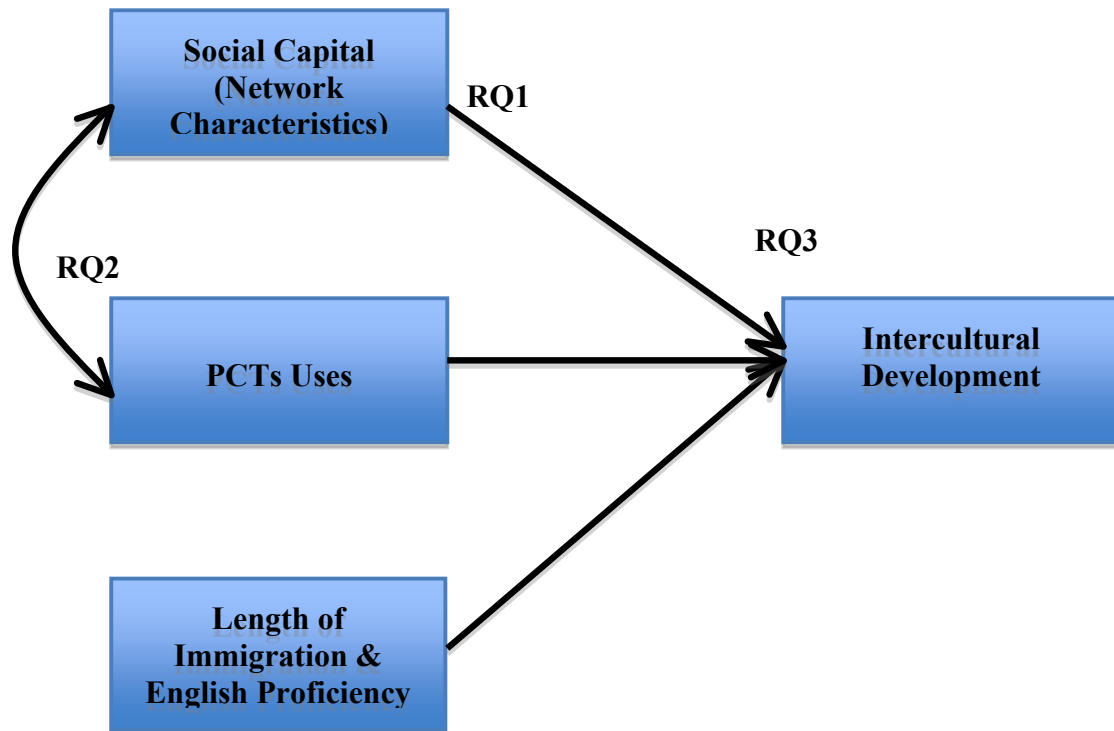 Social Capital
(Network
Characteristics)
RQ1
RQ3
RQ2
PCTs Uses
Intercultural
Development
Length of
Immigration &
English Proficiency